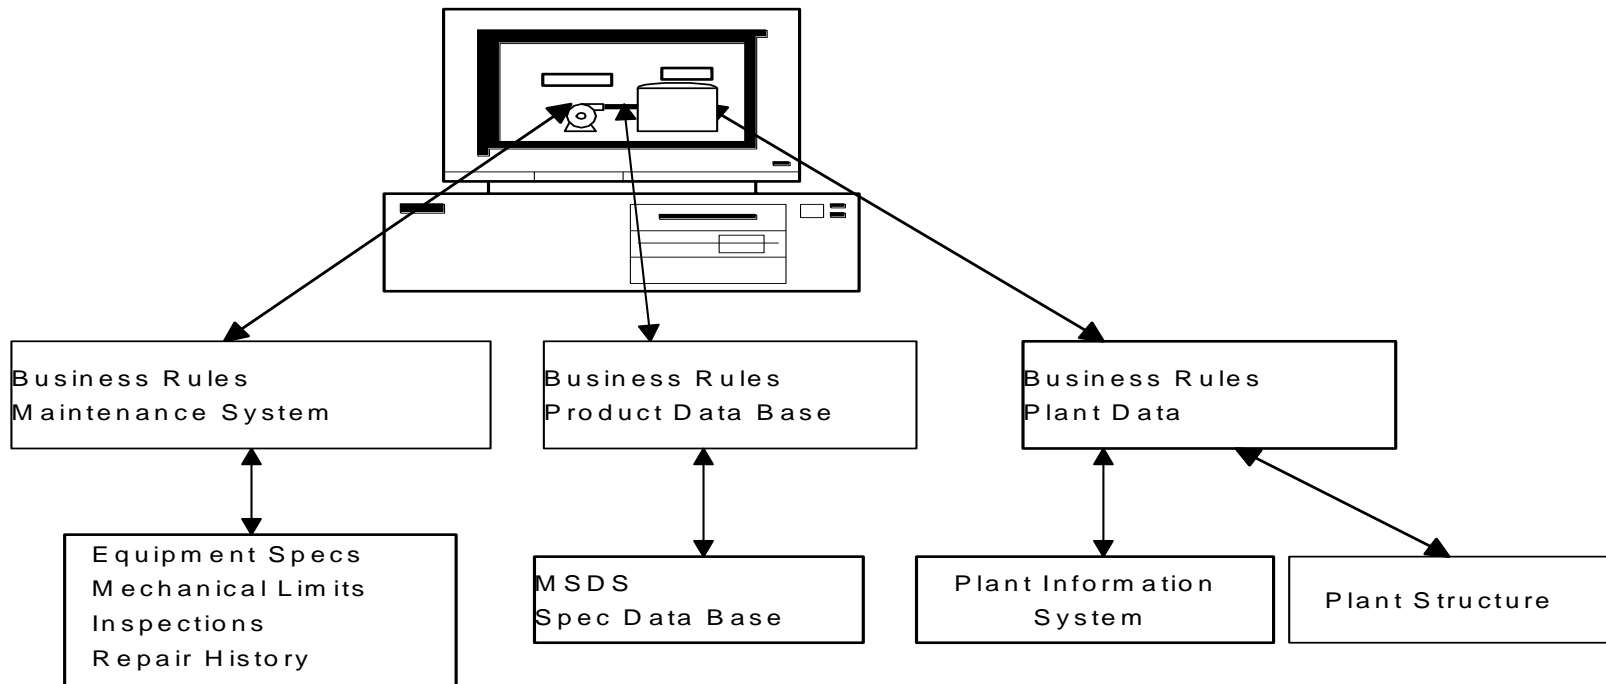 Business Rules
Maintenance System
Business Rules
Product Data Base
Business Rules
Plant Data
Equipment Specs
Mechanical Limits
Inspections
Repair History
MSDS
Spec Data Base
Plant Information
System
Plant Structure